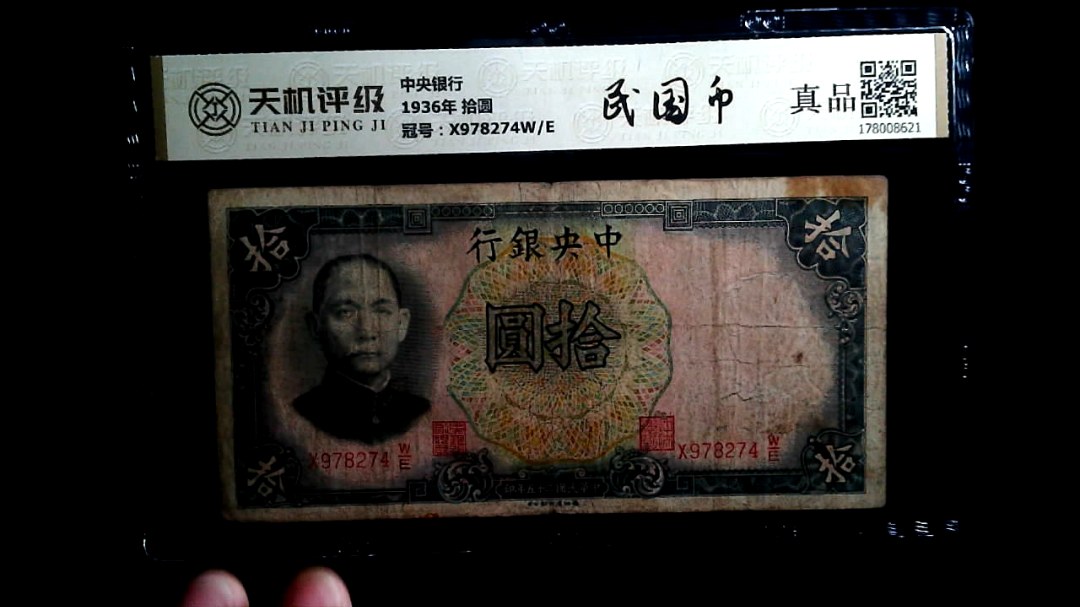 天机评级
TIAN JI PING JI
中央银行
1936年 拾圆
冠号：X978274W/E
民国币
真品
178008621
拾
拾
行銀央中
圓拾
X978274 W/E
X978274 W/E
拾
拾